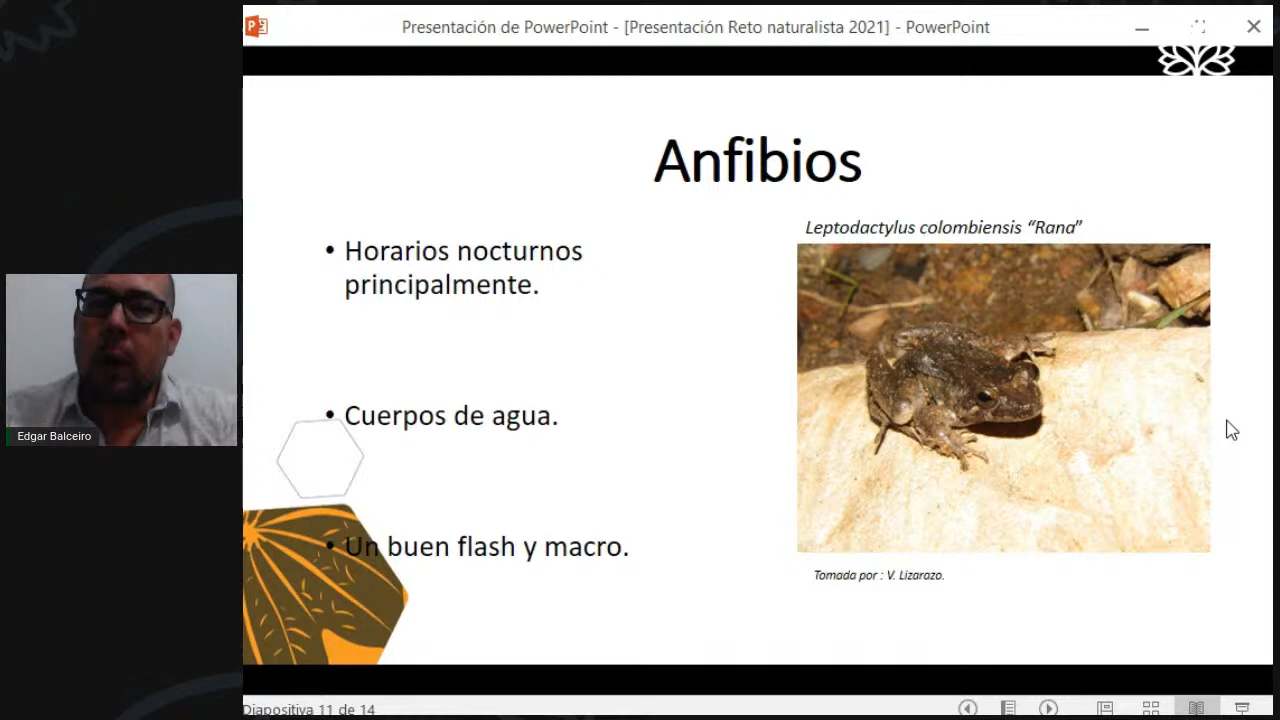 Presentación de PowerPoint - [Presentación Reto naturalista 2021] - PowerPoint
Anfibios
Leptodactylus colombiensis “Rana”
• Horarios nocturnos
principalmente.
• Cuerpos de agua.
• Un buen flash y macro.
Tomada por : V. Lizarazo.
Edgar Balceiro
Diapositiva 11 de 14